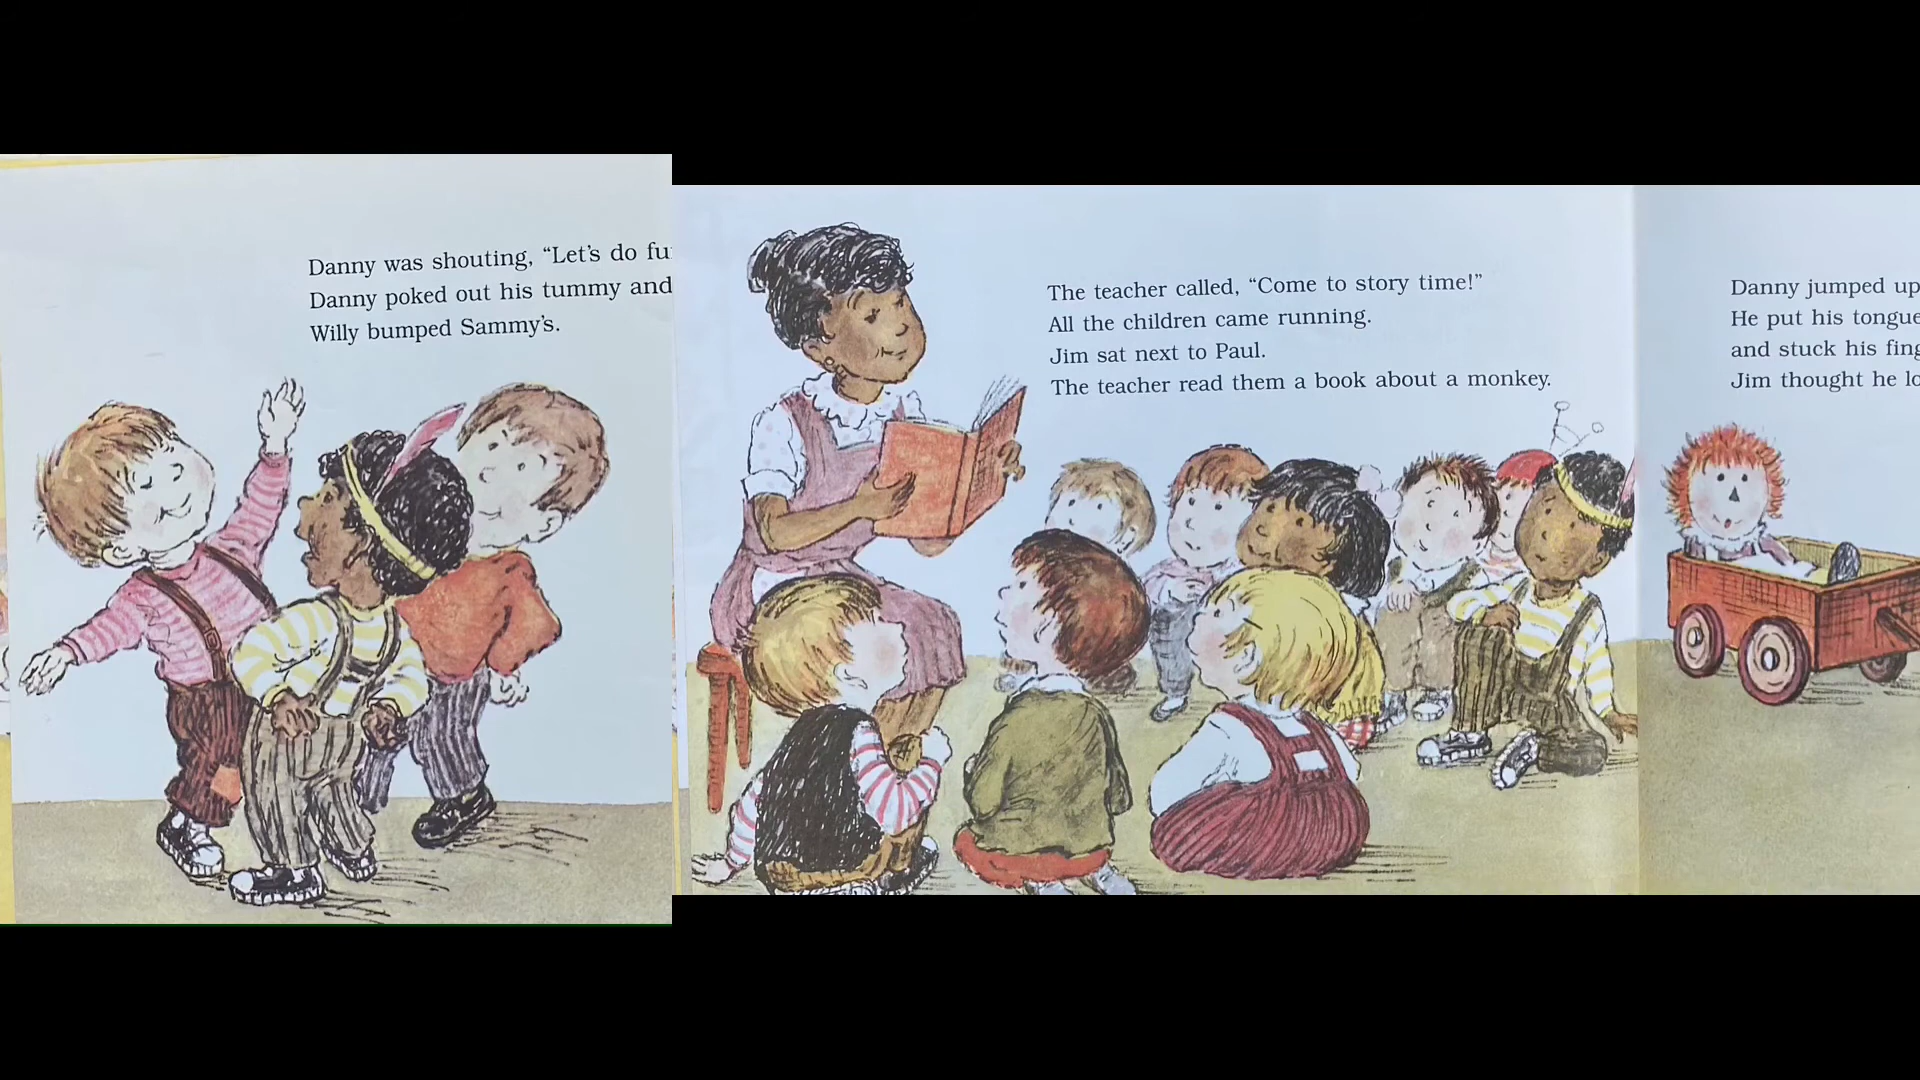 Danny was shouting, “Let’s do
Danny poked out his tummy and
Willy bumped Sammy’s.
The teacher called, “Come to story time!”
All the children came running.
Jim sat next to Paul.
The teacher read them a book about a monkey.
Danny jumped up
He put his tongue
and stuck his
Jim thought he